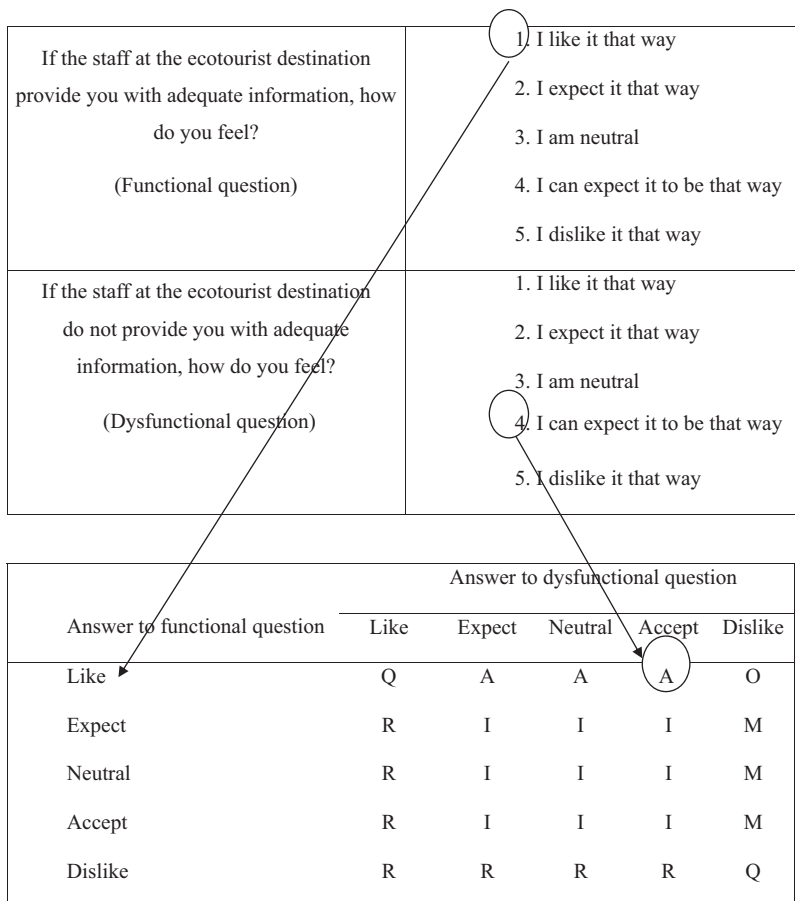 If the staff at the ecotourist destination
provide you with adequate information, how
do you feel?
(Functional question)
1. I like it that way
2. I expect it that way
3. I am neutral
4. I can expect it to be that way
5. I dislike it that way
If the staff at the ecotourist destination
do not provide you with adequate
information, how do you feel?
(Dysfunctional question)
1. I like it that way
2. I expect it that way
3. I am neutral
4. I can expect it to be that way
5. I dislike it that way
Answer to dysfunctional question
Answer to functional question Like Expect Neutral Accept Dislike
Like Q A A A O
Expect R I I I M
Neutral R I I I M
Accept R I I I M
Dislike R R R R Q